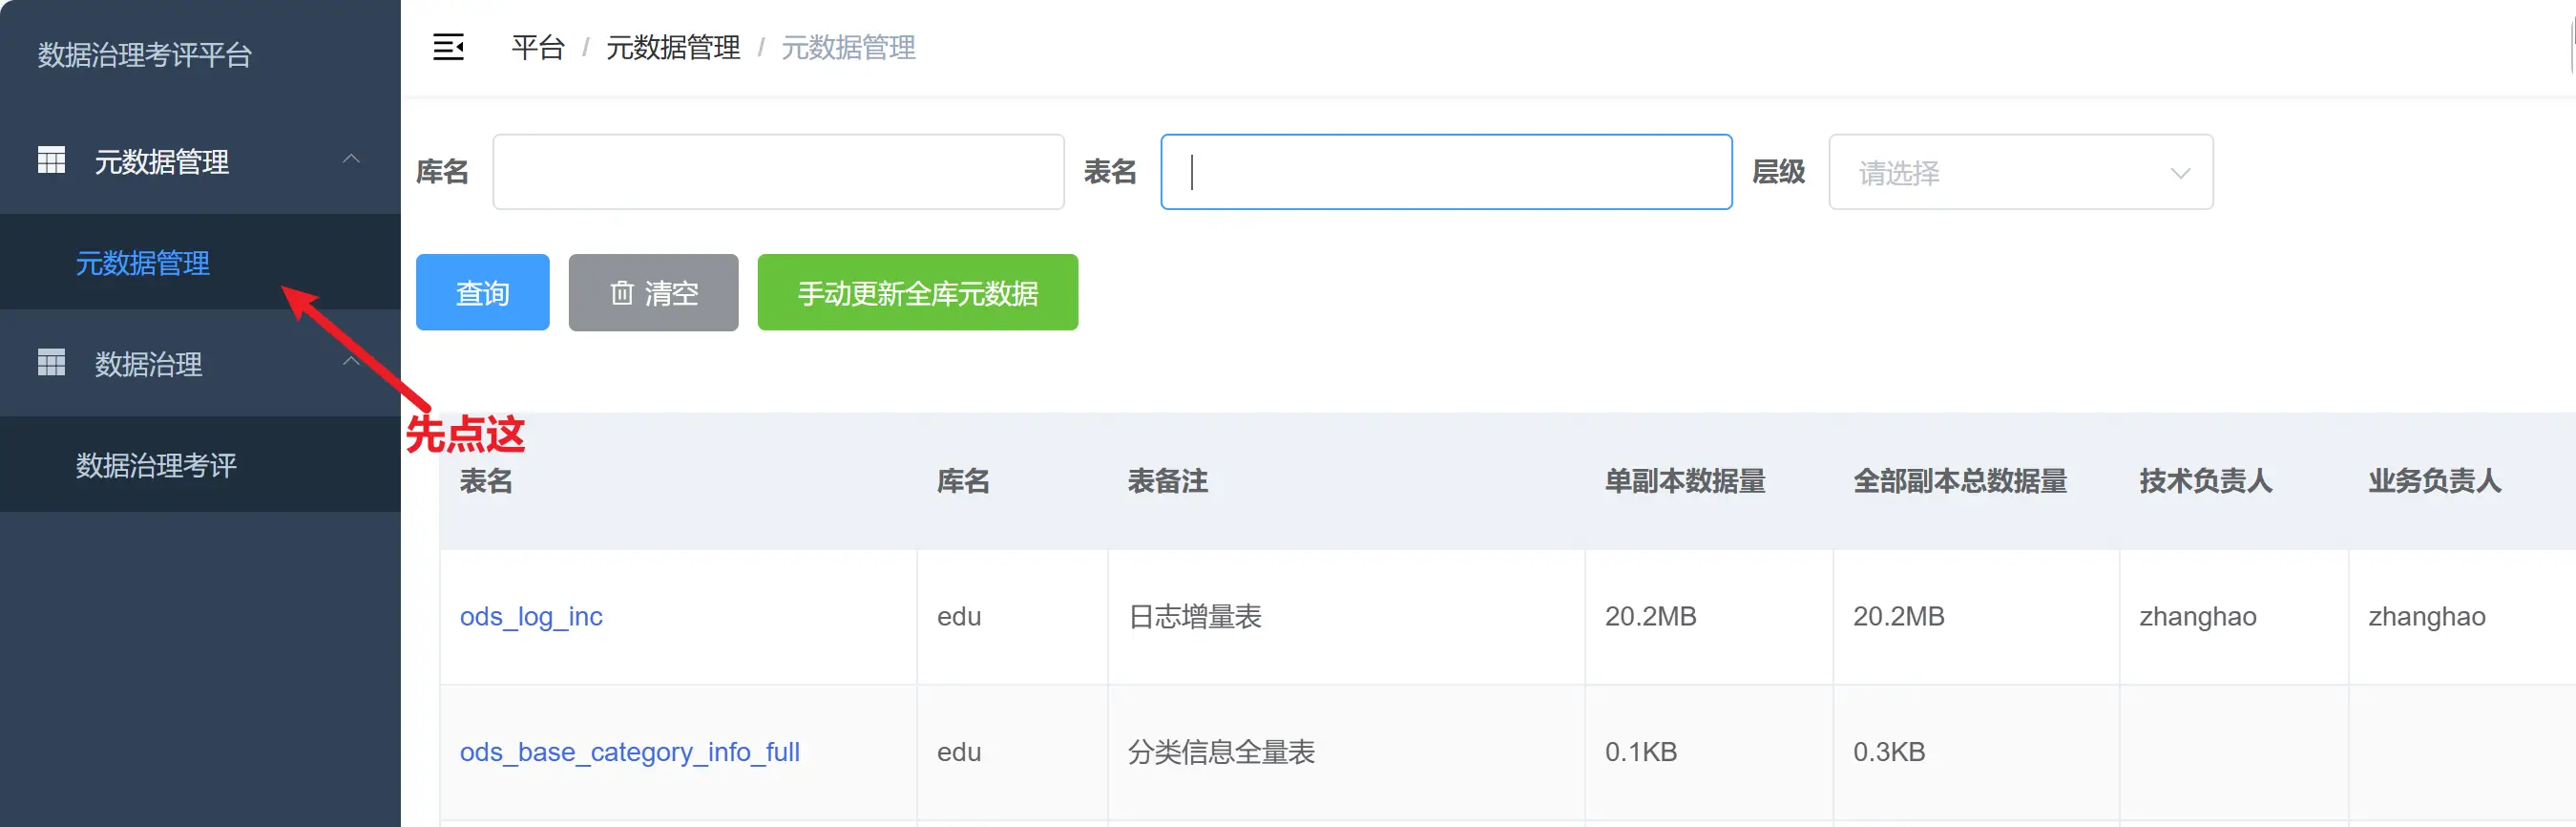 数据治理考评平台
平台 / 元数据管理 / 元数据管理
元数据管理
元数据管理
数据治理
数据治理考评
库名 表名 层级 请选择
查询 清空 手动更新全库元数据
先点这
表名 库名 表备注 单副本数据量 全部副本总数据量 技术负责人 业务负责人
ods_log_inc edu 日志增量表 20.2MB 20.2MB zhanghao zhanghao
ods_base_category_info_full edu 分类信息全量表 0.1KB 0.3KB